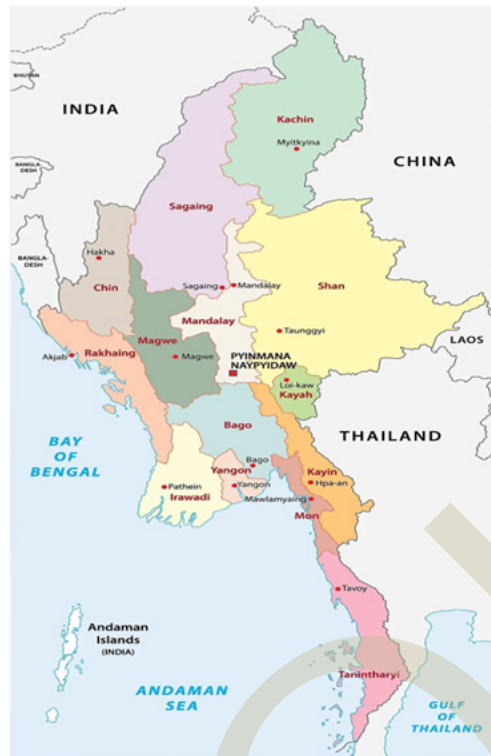 BHUTAN
INDIA
Kachin
Myitkyina
CHINA
BANGLA-
DESH
Sagaing
BANGLA-
DESH
Hakha
Chin
Sagaing
Mandalay
Shan
Mandalay
Magwe
Magwe
Rakhaing
Akjab
Taunggyi
LAOS
PYINMANA
NAYPYIDAW
Loi-kaw
Kayah
Bago
THAILAND
BAY
OF
BENGAL
Bago
Yangon
Yangon
Pathein
Irawadi
Kayin
Hpa-an
Mawlamyaing
Mon
Tavoy
Andaman
Islands
(INDIA)
Tanintharyi
ANDAMAN
SEA
GULF
OF
THAILAND